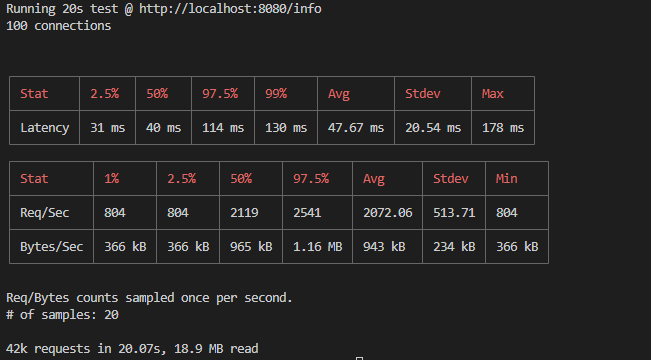 Running 20s test @ http://localhost:8080/info
100 connections
Stat 2.5% 50% 97.5% 99% Avg Stdev Max
Latency 31 ms 40 ms 114 ms 130 ms 47.67 ms 20.54 ms 178 ms
Stat 1% 2.5% 50% 97.5% Avg Stdev Min
Req/Sec 804 804 2119 2541 2072.06 513.71 804
Bytes/Sec 366 kB 366 kB 965 kB 1.16 MB 943 kB 234 kB 366 kB
Req/Bytes counts sampled once per second.
# of samples: 20
42k requests in 20.07s, 18.9 MB read